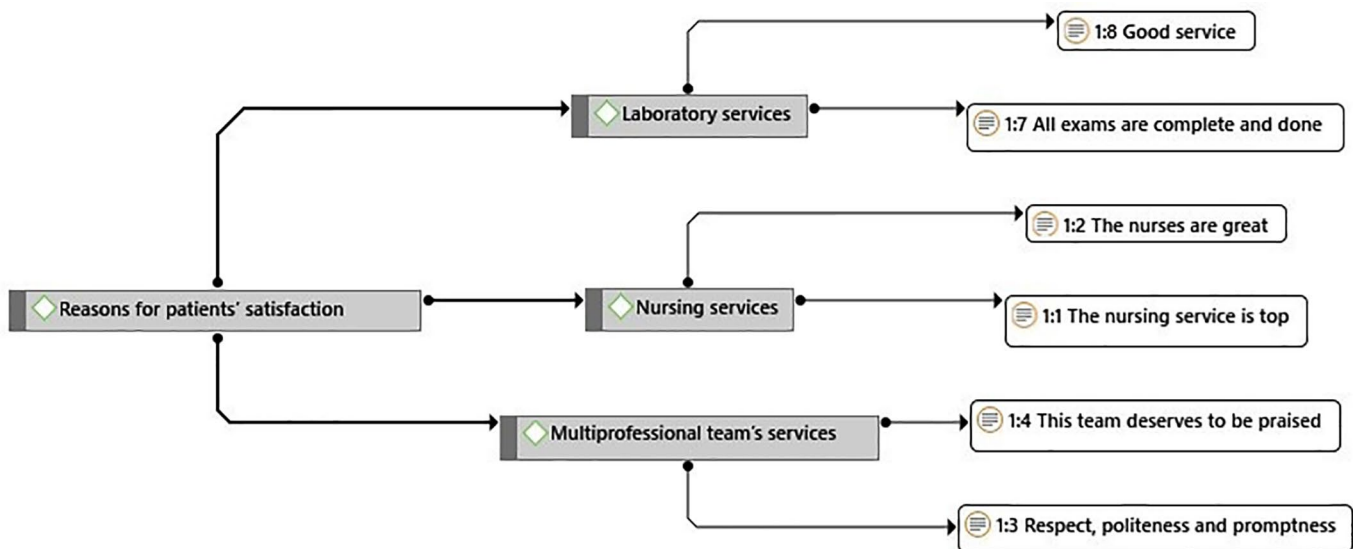 1:8 Good service
Laboratory services
1:7 All exams are complete and done
1:2 The nurses are great
Reasons for patients’ satisfaction
Nursing services
1:1 The nursing service is top
1:4 This team deserves to be praised
Multiprofessional team’s services
1:3 Respect, politeness and promptness